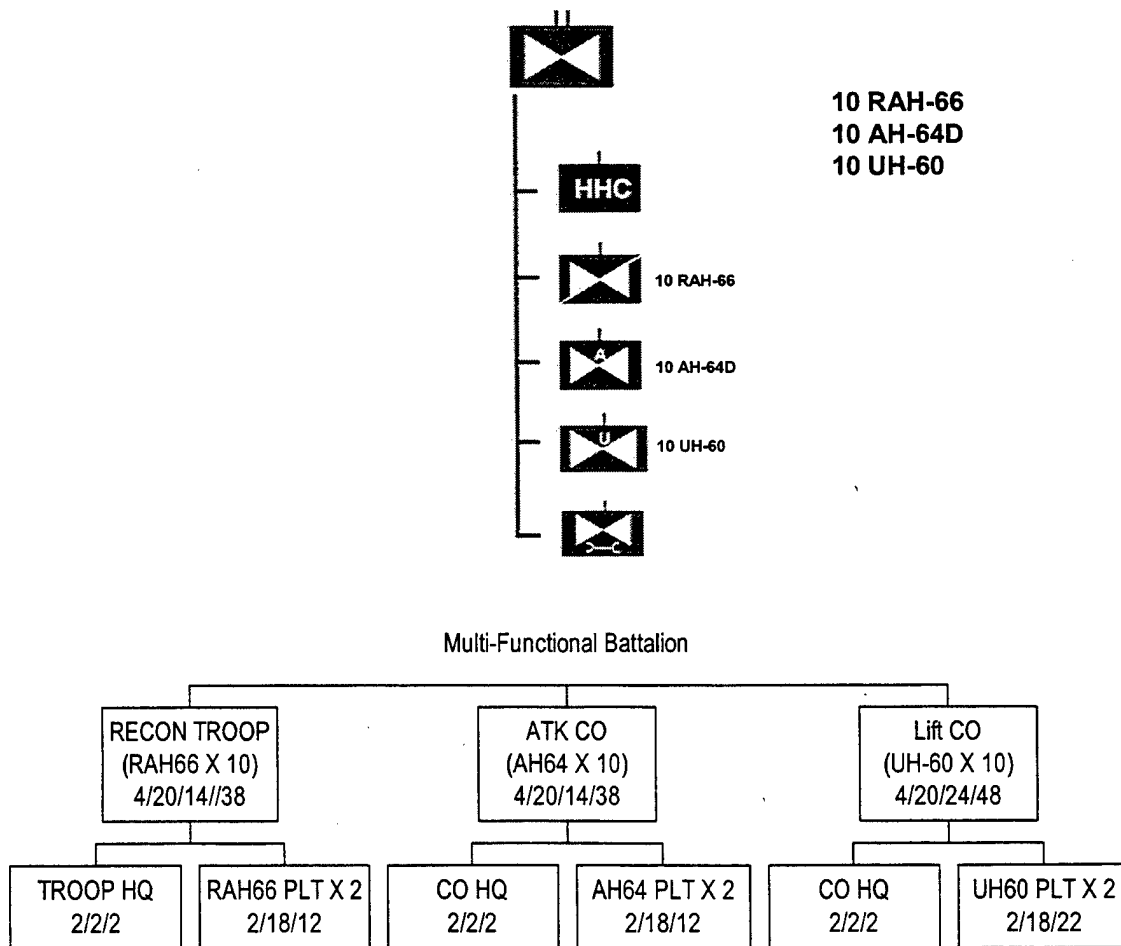 10 RAH-66
10 AH-64D
10 UH-60
HHC
10 RAH-66
A
10 AH-64D
U
10 UH-60
Multi-Functional Battalion
RECON TROOP
(RAH66 X 10)
4/20/14//38
ATK CO
(AH64 X 10)
4/20/14/38
Lift CO
(UH-60 X 10)
4/20/24/48
TROOP HQ
2/2/2
RAH66 PLT X 2
2/18/12
CO HQ
2/2/2
AH64 PLT X 2
2/18/12
CO HQ
2/2/2
UH60 PLT X 2
2/18/22